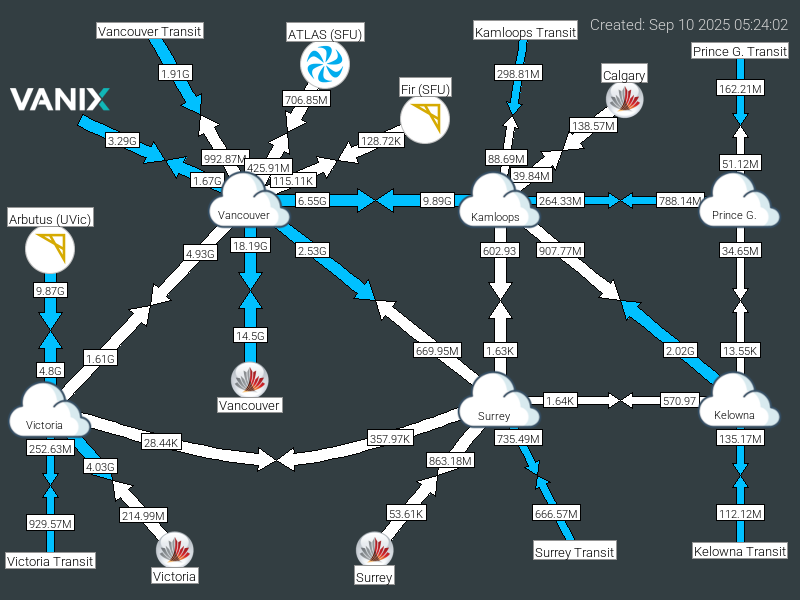 Created: Sep 10 2025 05:24:02
Vancouver Transit
ATLAS (SFU)
Kamloops Transit
Prince G. Transit
1.91G
298.81M
Calgary
162.21M
VANIX
706.85M
Fir (SFU)
138.57M
3.29G
128.72K
992.87M
425.91M
88.69M
51.12M
1.67G
115.11K
39.84M
6.55G
9.89G
264.33M
788.14M
Arbutus (UVic)
Vancouver
Kamloops
Prince G.
4.93G
18.19G
2.53G
602.93
907.77M
34.65M
9.87G
14.5G
1.61G
669.95M
1.63K
2.02G
13.55K
4.8G
Vancouver
1.64K
570.97
Victoria
Surrey
Kelowna
28.44K
357.97K
735.49M
135.17M
252.63M
4.03G
863.18M
929.57M
214.99M
53.61K
666.57M
112.12M
Victoria Transit
Victoria
Surrey
Surrey Transit
Kelowna Transit